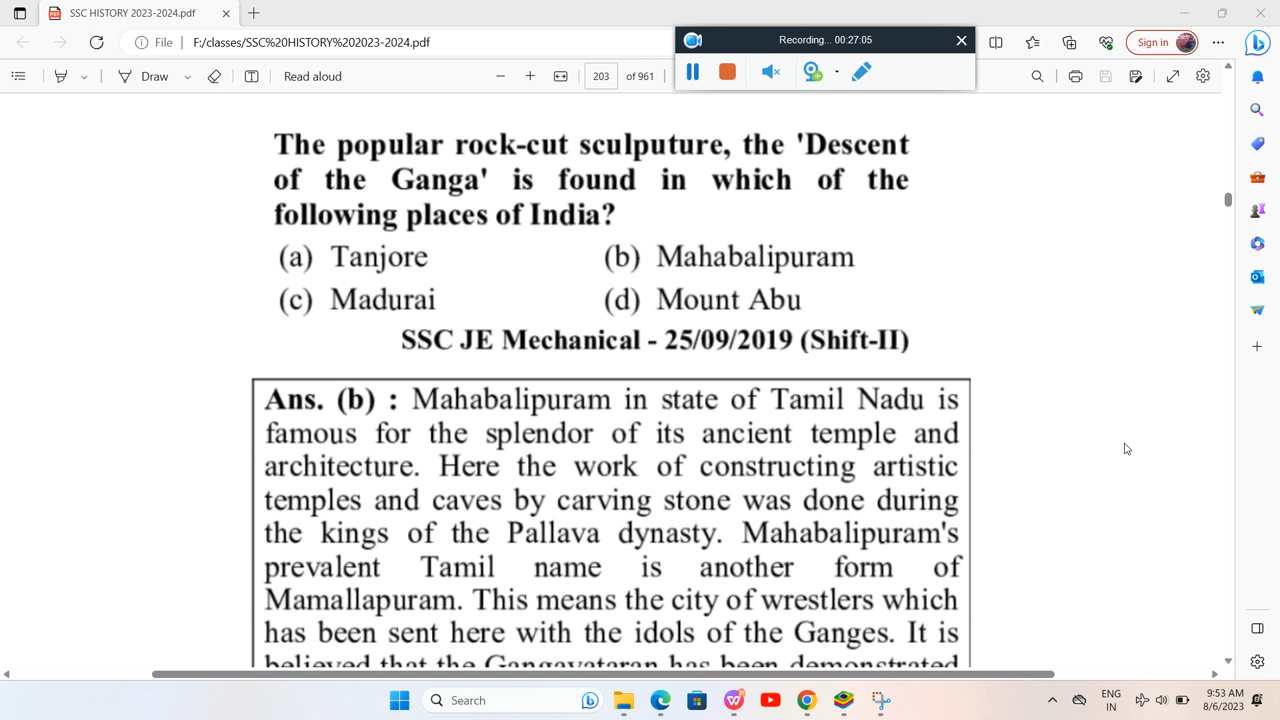 SSC HISTORY 2023-2024.pdf
Recording... 00:27:05
File
F:/classes/SSC%20HISTORY%202023-2024.pdf
Sign in
Draw
Read aloud
203
of 961
The popular rock-cut sculputure, the 'Descent
of the Ganga' is found in which of the
following places of India?
(a) Tanjore (b) Mahabalipuram
(c) Madurai (d) Mount Abu
SSC JE Mechanical - 25/09/2019 (Shift-II)
Ans. (b) : Mahabalipuram in state of Tamil Nadu is
famous for the splendor of its ancient temple and
architecture. Here the work of constructing artistic
temples and caves by carving stone was done during
the kings of the Pallava dynasty. Mahabalipuram's
prevalent Tamil name is another form of
Mamallapuram. This means the city of wrestlers which
has been sent here with the idols of the Ganges. It is
believed that the Gangavataran has been demonstrated
Search
ENG
IN
9:53 AM
8/6/2023